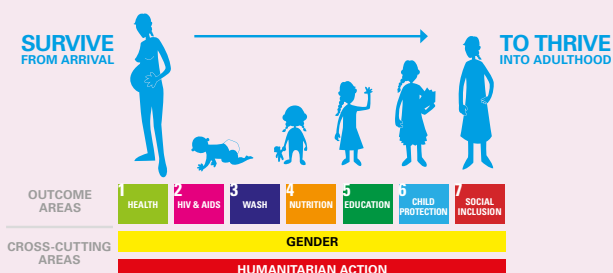 SURVIVE
FROM ARRIVAL
TO THRIVE
INTO ADULTHOOD
OUTCOME
AREAS
1
HEALTH
2
HIV & AIDS
3
WASH
4
NUTRITION
5
EDUCATION
6
CHILD
PROTECTION
7
SOCIAL
INCLUSION
CROSS-CUTTING
AREAS
GENDER
HUMANITARIAN ACTION